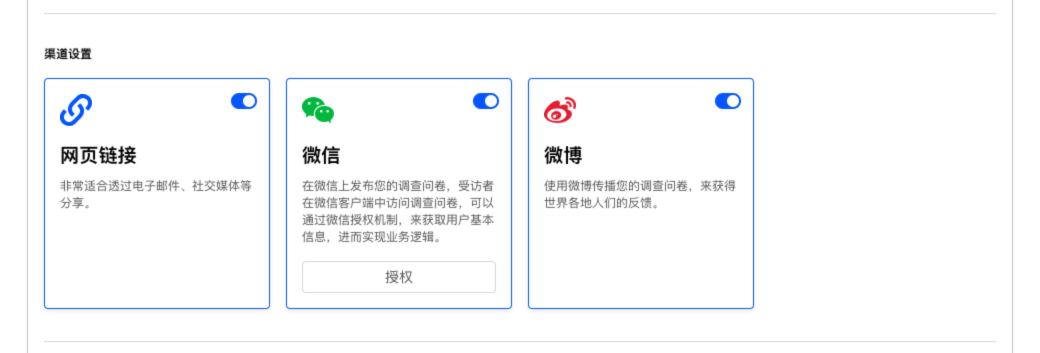 渠道设置
网页链接
非常适合透过电子邮件、社交媒体等
分享。
微信
在微信上发布您的调查问卷，受访者
在微信客户端中访问调查问卷，可以
通过微信授权机制，来获取用户基本
信息，进而实现业务逻辑。
授权
微博
使用微博传播您的调查问卷，来获得
世界各地人们的反馈。